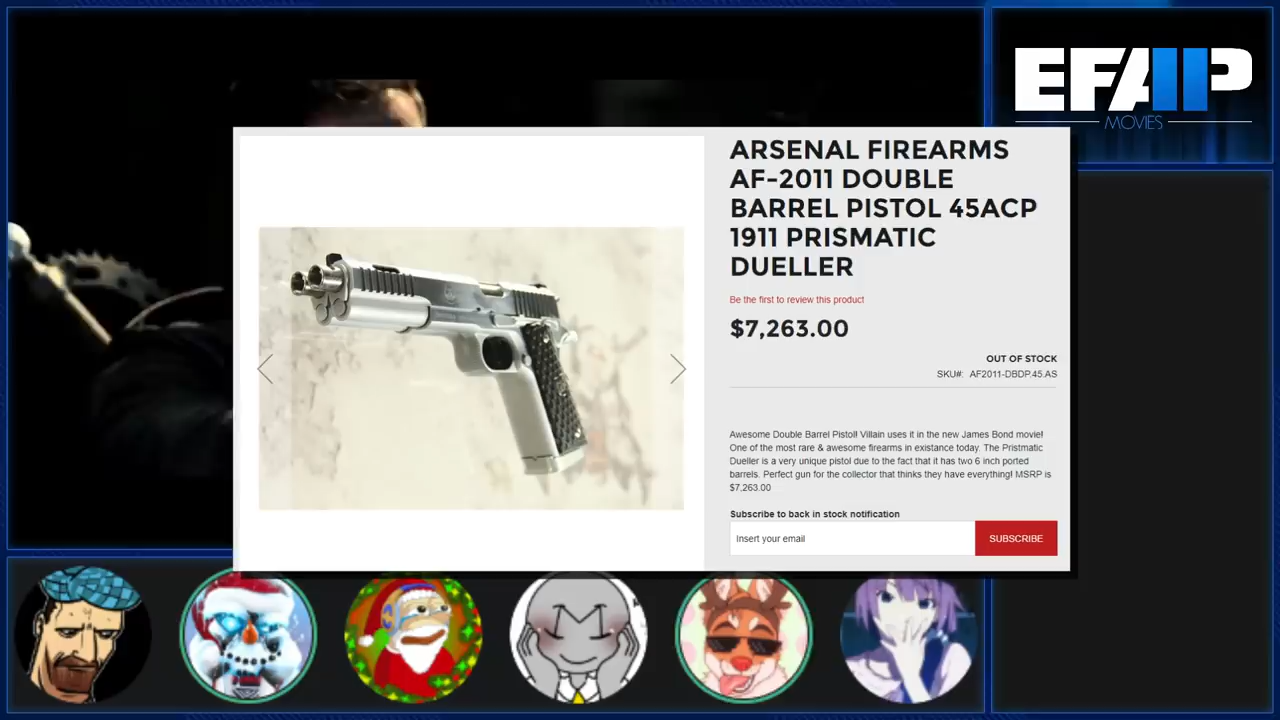 EFAP
MOVIES
ARSENAL FIREARMS
AF-2011 DOUBLE
BARREL PISTOL 45ACP
1911 PRISMATIC
DUELLER
Be the first to review this product
$7,263.00
OUT OF STOCK
SKU#: AF2011-DBDP.45.AS
Awesome Double Barrel Pistol! Villain uses it in the new James Bond movie!
One of the most rare & awesome firearms in existance today. The Pristmatic
Dueller is a very unique pistol due to the fact that it has two 6 inch ported
barrels. Perfect gun for the collector that thinks they have everything! MSRP is
$7,263.00
Subscribe to back in stock notification
Insert your email
SUBSCRIBE